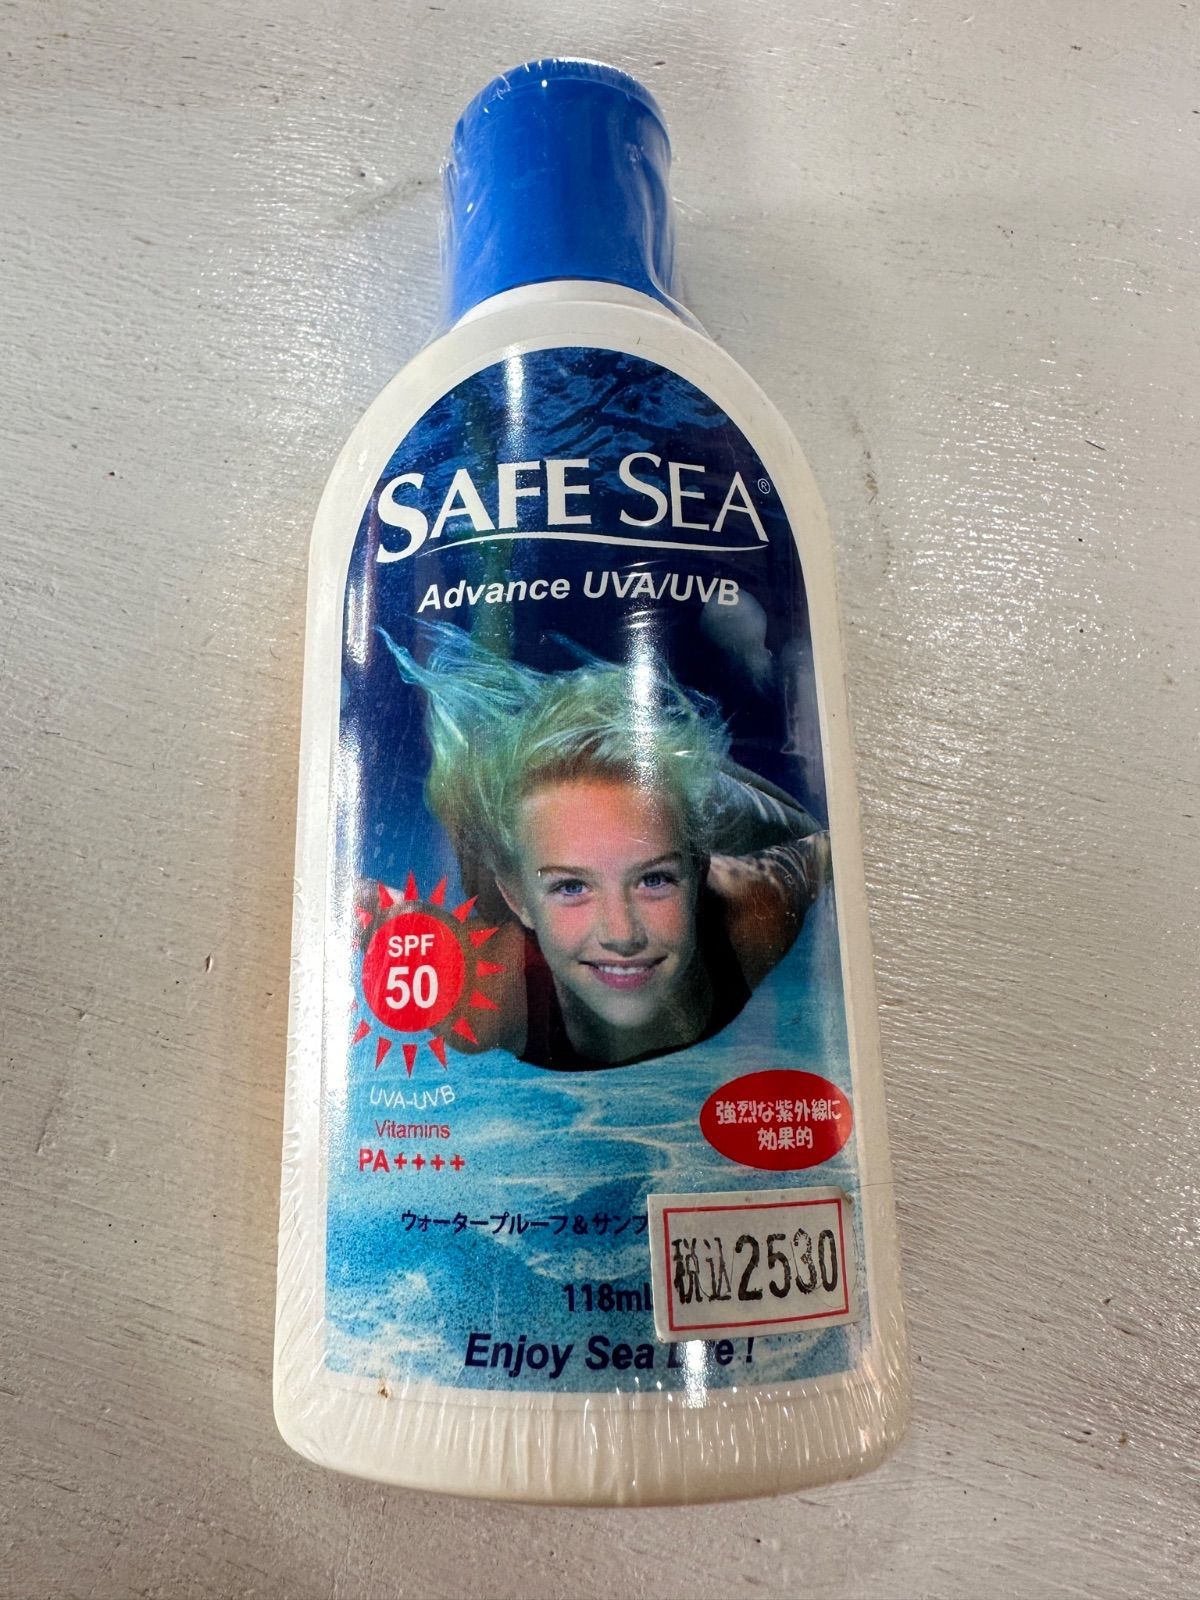 SAFE SEA®
Advance UVA/UVB
SPF
50
UVA-UVB
Vitamins
PA++++
強烈な紫外線に
効果的
ウォータープルーフ&サンブ
税込2530
118ml
Enjoy Sea !